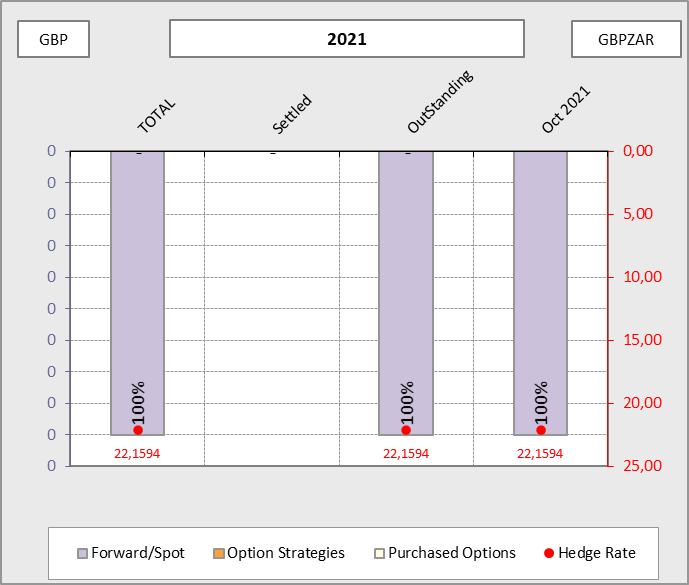 GBP
2021
GBPZAR
TOTAL
Settled
OutStanding
Oct 2021
0
0
0
0
0
0
0
0
0
0
0
0,00
5,00
10,00
15,00
20,00
25,00
-
-
-
100%
100%
100%
22,1594
22,1594
22,1594
Forward/Spot
Option Strategies
Purchased Options
Hedge Rate